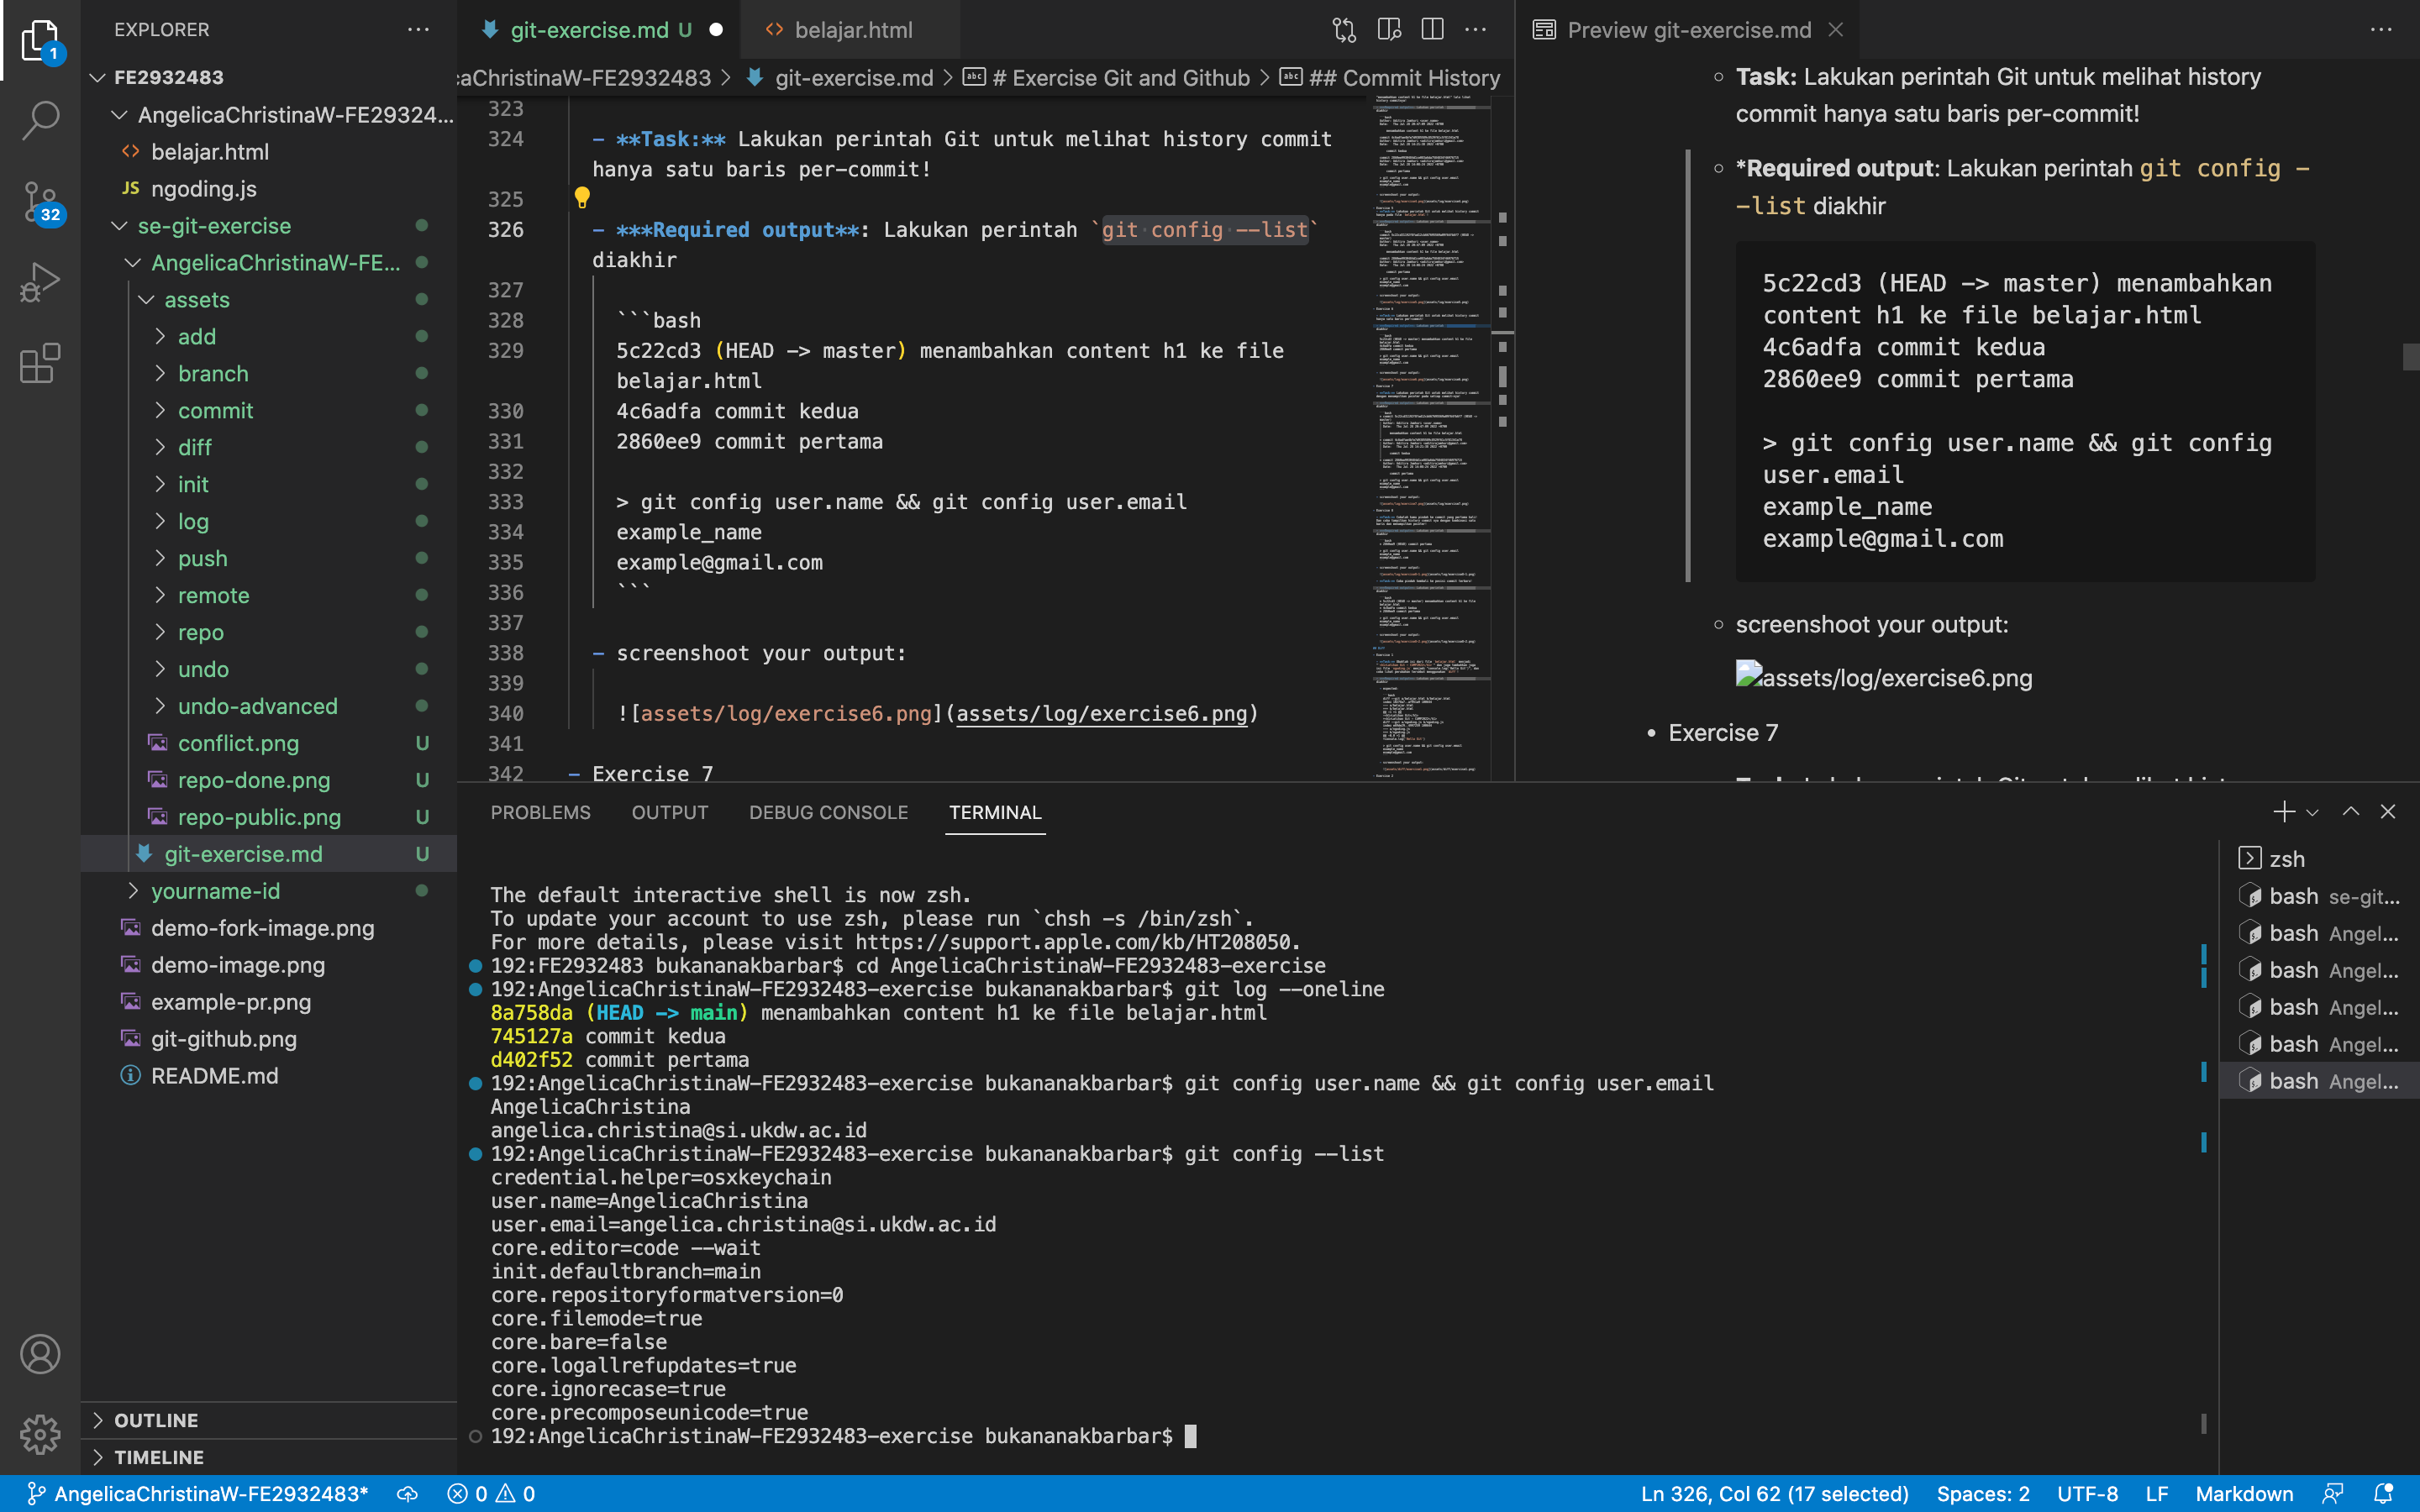 EXPLORER
FE2932483
AngelicaChristinaW-FE29324...
belajar.html
JS ngoding.js
se-git-exercise
AngelicaChristinaW-FE...
assets
add
branch
commit
diff
init
log
push
remote
repo
undo
undo-advanced
conflict.png U
repo-done.png U
repo-public.png U
git-exercise.md U
yourname-id
demo-fork-image.png
demo-image.png
example-pr.png
git-github.png
README.md
OUTLINE
TIMELINE
1
32
git-exercise.md U
belajar.html
caChristinaW-FE2932483 > git-exercise.md > # Exercise Git and Github > ## Commit History
323
324 - **Task:** Lakukan perintah Git untuk melihat history commit
hanya satu baris per-commit!
325
326 - ***Required output**: Lakukan perintah `git config --list`
diakhir
327
328 ```bash
329 5c22cd3 (HEAD -> master) menambahkan content h1 ke file
belajar.html
330 4c6adfa commit kedua
331 2860ee9 commit pertama
332
333 > git config user.name && git config user.email
334 example_name
335 example@gmail.com
336 ```
337
338 - screenshoot your output:
339
340 ![assets/log/exercise6.png](assets/log/exercise6.png)
341
342 - Exercise 7
Preview git-exercise.md
Task: Lakukan perintah Git untuk melihat history
commit hanya satu baris per-commit!
*Required output: Lakukan perintah git config -
-list diakhir
5c22cd3 (HEAD -> master) menambahkan
content h1 ke file belajar.html
4c6adfa commit kedua
2860ee9 commit pertama
> git config user.name && git config
user.email
example_name
example@gmail.com
screenshoot your output:
assets/log/exercise6.png
Exercise 7
PROBLEMS OUTPUT DEBUG CONSOLE TERMINAL
The default interactive shell is now zsh.
To update your account to use zsh, please run `chsh -s /bin/zsh`.
For more details, please visit https://support.apple.com/kb/HT208050.
192:FE2932483 bukananakbarbar$ cd AngelicaChristinaW-FE2932483-exercise
192:AngelicaChristinaW-FE2932483-exercise bukananakbarbar$ git log --oneline
8a758da (HEAD -> main) menambahkan content h1 ke file belajar.html
745127a commit kedua
d402f52 commit pertama
192:AngelicaChristinaW-FE2932483-exercise bukananakbarbar$ git config user.name && git config user.email
AngelicaChristina
angelica.christina@si.ukdw.ac.id
192:AngelicaChristinaW-FE2932483-exercise bukananakbarbar$ git config --list
credential.helper=osxkeychain
user.name=AngelicaChristina
user.email=angelica.christina@si.ukdw.ac.id
core.editor=code --wait
init.defaultbranch=main
core.repositoryformatversion=0
core.filemode=true
core.bare=false
core.logallrefupdates=true
core.ignorecase=true
core.precomposeunicode=true
192:AngelicaChristinaW-FE2932483-exercise bukananakbarbar$
zsh
bash se-git...
bash Angel...
bash Angel...
bash Angel...
bash Angel...
bash Angel...
AngelicaChristinaW-FE2932483* 0 0
Ln 326, Col 62 (17 selected) Spaces: 2 UTF-8 LF Markdown